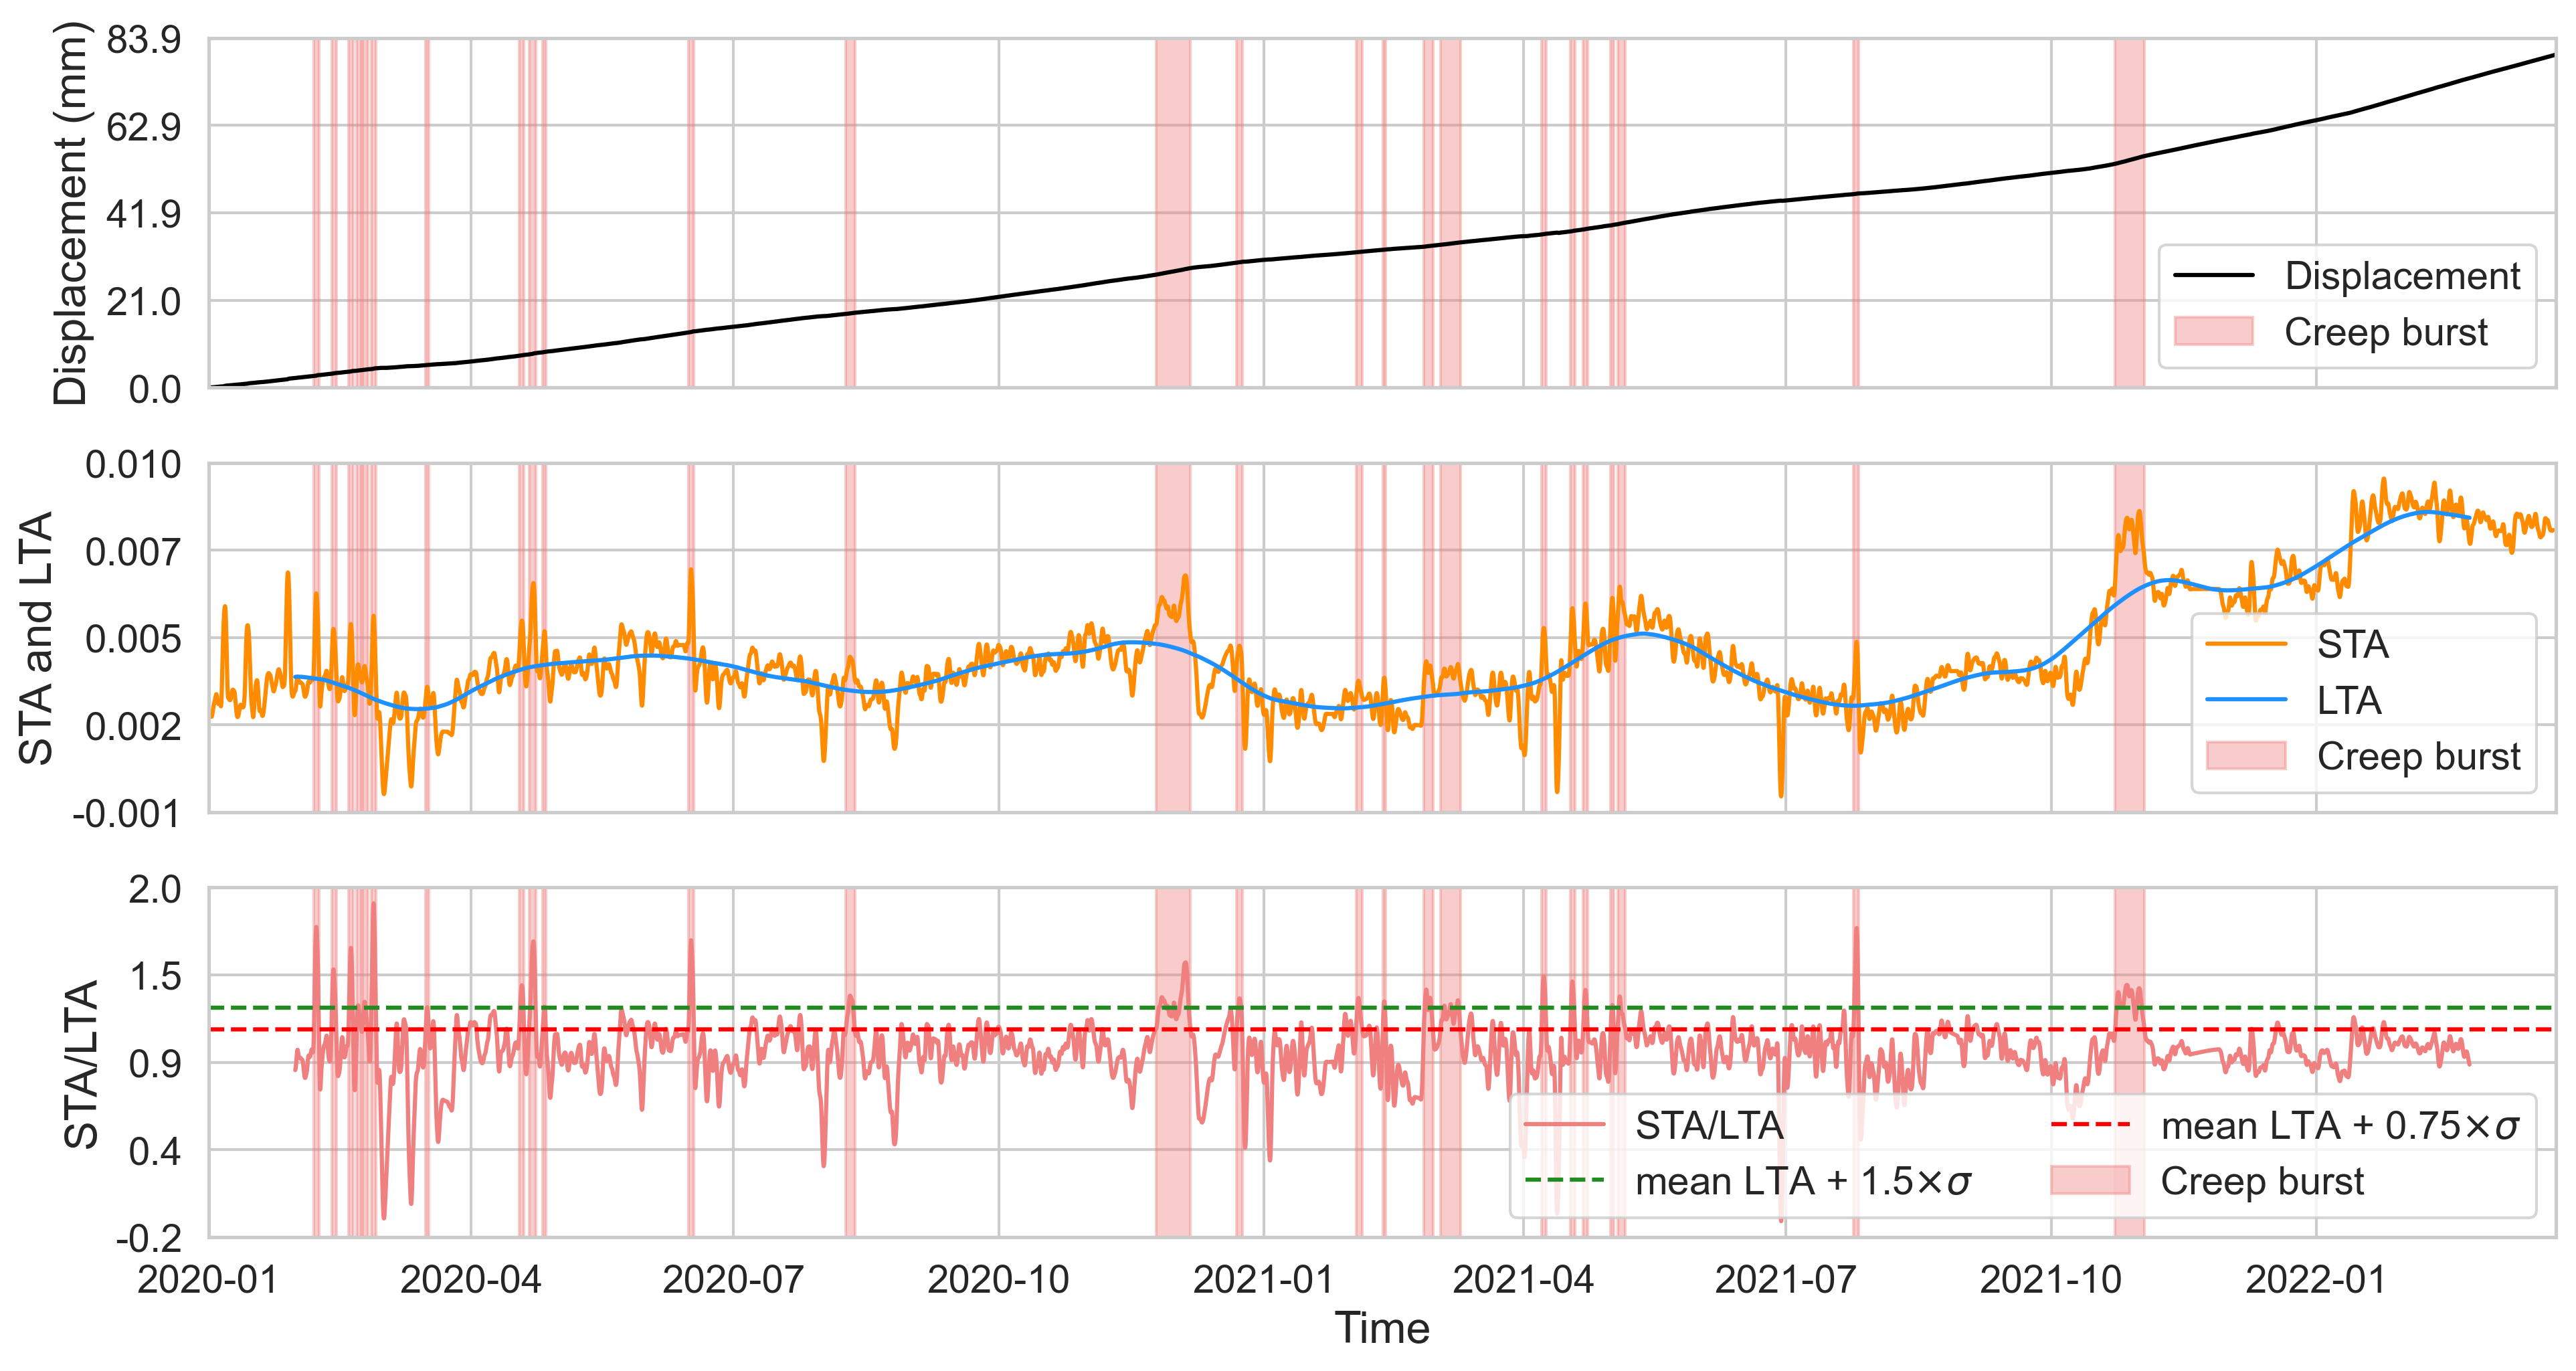 Displacement (mm)
83.9
62.9
41.9
21.0
0.0
Displacement
Creep burst
STA and LTA
0.010
0.007
0.005
0.002
-0.001
STA
LTA
Creep burst
STA/LTA
2.0
1.5
0.9
0.4
-0.2
STA/LTA
mean LTA + 1.5×σ
mean LTA + 0.75×σ
Creep burst
2020-01 2020-04 2020-07 2020-10 2021-01 2021-04 2021-07 2021-10 2022-01
Time